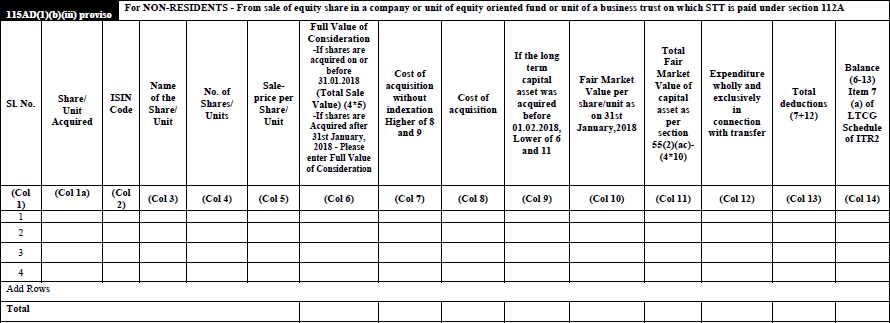 115AD(1)(b)(iii) proviso
For NON-RESIDENTS - From sale of equity share in a company or unit of equity oriented fund or unit of a business trust on which STT is paid under section 112A
Sl. No.
Share/
Unit
Acquired
ISIN
Code
Name
of the
Share/
Unit
No. of
Shares/
Units
Sale-
price per
Share/
Unit
Full Value of
Consideration
-If shares are
acquired on or
before
31.01.2018
(Total Sale
Value) (4*5)
-If shares are
Acquired after
31st January,
2018 - Please
enter Full Value
of Consideration
Cost of
acquisition
without
indexation
Higher of 8
and 9
Cost of
acquisition
If the long
term
capital
asset was
acquired
before
01.02.2018,
Lower of 6
and 11
Fair Market
Value per
share/unit as
on 31st
January,2018
Total
Fair
Market
Value of
capital
asset as
per
section
55(2)(ac)-
(4*10)
Expenditure
wholly and
exclusively
in
connection
with transfer
Total
deductions
(7+12)
Balance
(6-13)
Item 7
(a) of
LTCG
Schedule
of ITR2
(Col
1)
(Col 1a)
(Col
2)
(Col 3)
(Col 4)
(Col 5)
(Col 6)
(Col 7)
(Col 8)
(Col 9)
(Col 10)
(Col 11)
(Col 12)
(Col 13)
(Col 14)
1
2
3
4
Add Rows
Total